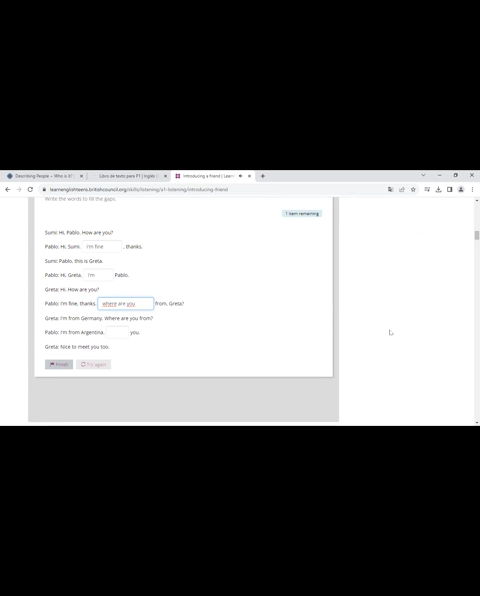 Describing People – Who is it? |
Libro de texto para P1 | Inglés
Introducing a friend | Lear
learnenglishteens.britishcouncil.org/skills/listening/a1-listening/introducing-friend
Write the words to fill the gaps.
1 item remaining
Sumi: Hi, Pablo. How are you?
Pablo: Hi, Sumi. I'm fine , thanks.
Sumi: Pablo, this is Greta.
Pablo: Hi, Greta. I'm Pablo.
Greta: Hi. How are you?
Pablo: I'm fine, thanks. where are you from, Greta?
Greta: I'm from Germany. Where are you from?
Pablo: I'm from Argentina. you.
Greta: Nice to meet you too.
Finish Try again